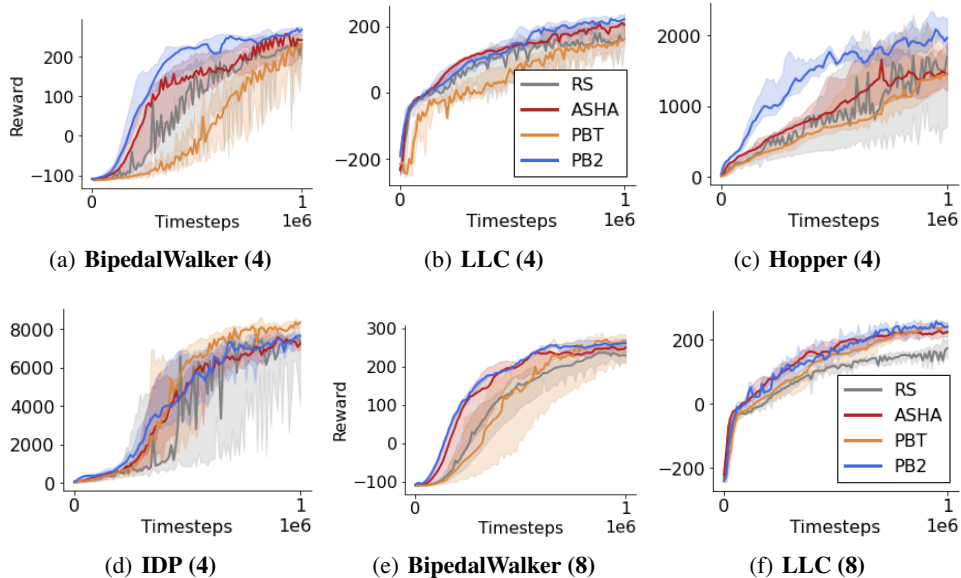 200
100
0
−100
Reward
0
1
Timesteps
1e6
(a) BipedalWalker (4)
200
0
−200
RS
ASHA
PBT
PB2
0
1
Timesteps
1e6
(b) LLC (4)
2000
1000
0
0
1
Timesteps
1e6
(c) Hopper (4)
8000
6000
4000
2000
0
0
1
Timesteps
1e6
(d) IDP (4)
300
200
100
0
−100
Reward
0
1
Timesteps
1e6
(e) BipedalWalker (8)
200
0
−200
RS
ASHA
PBT
PB2
0
1
Timesteps
1e6
(f) LLC (8)